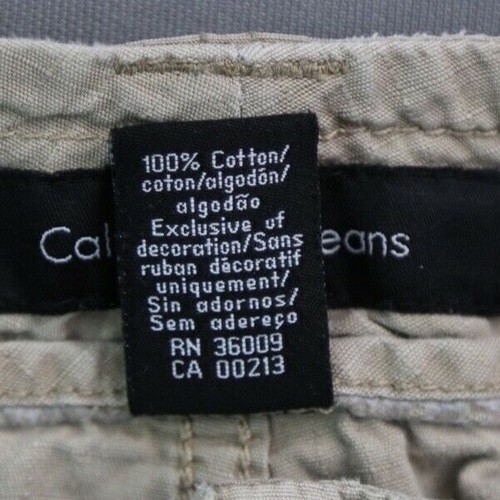 100% Cotton/
coton/algodón/
algodão
Exclusive of
decoration/Sans
ruban décoratif
uniquement/
Sin adornos/
Sem adereço
RN 36009
CA 00213
Cal eans